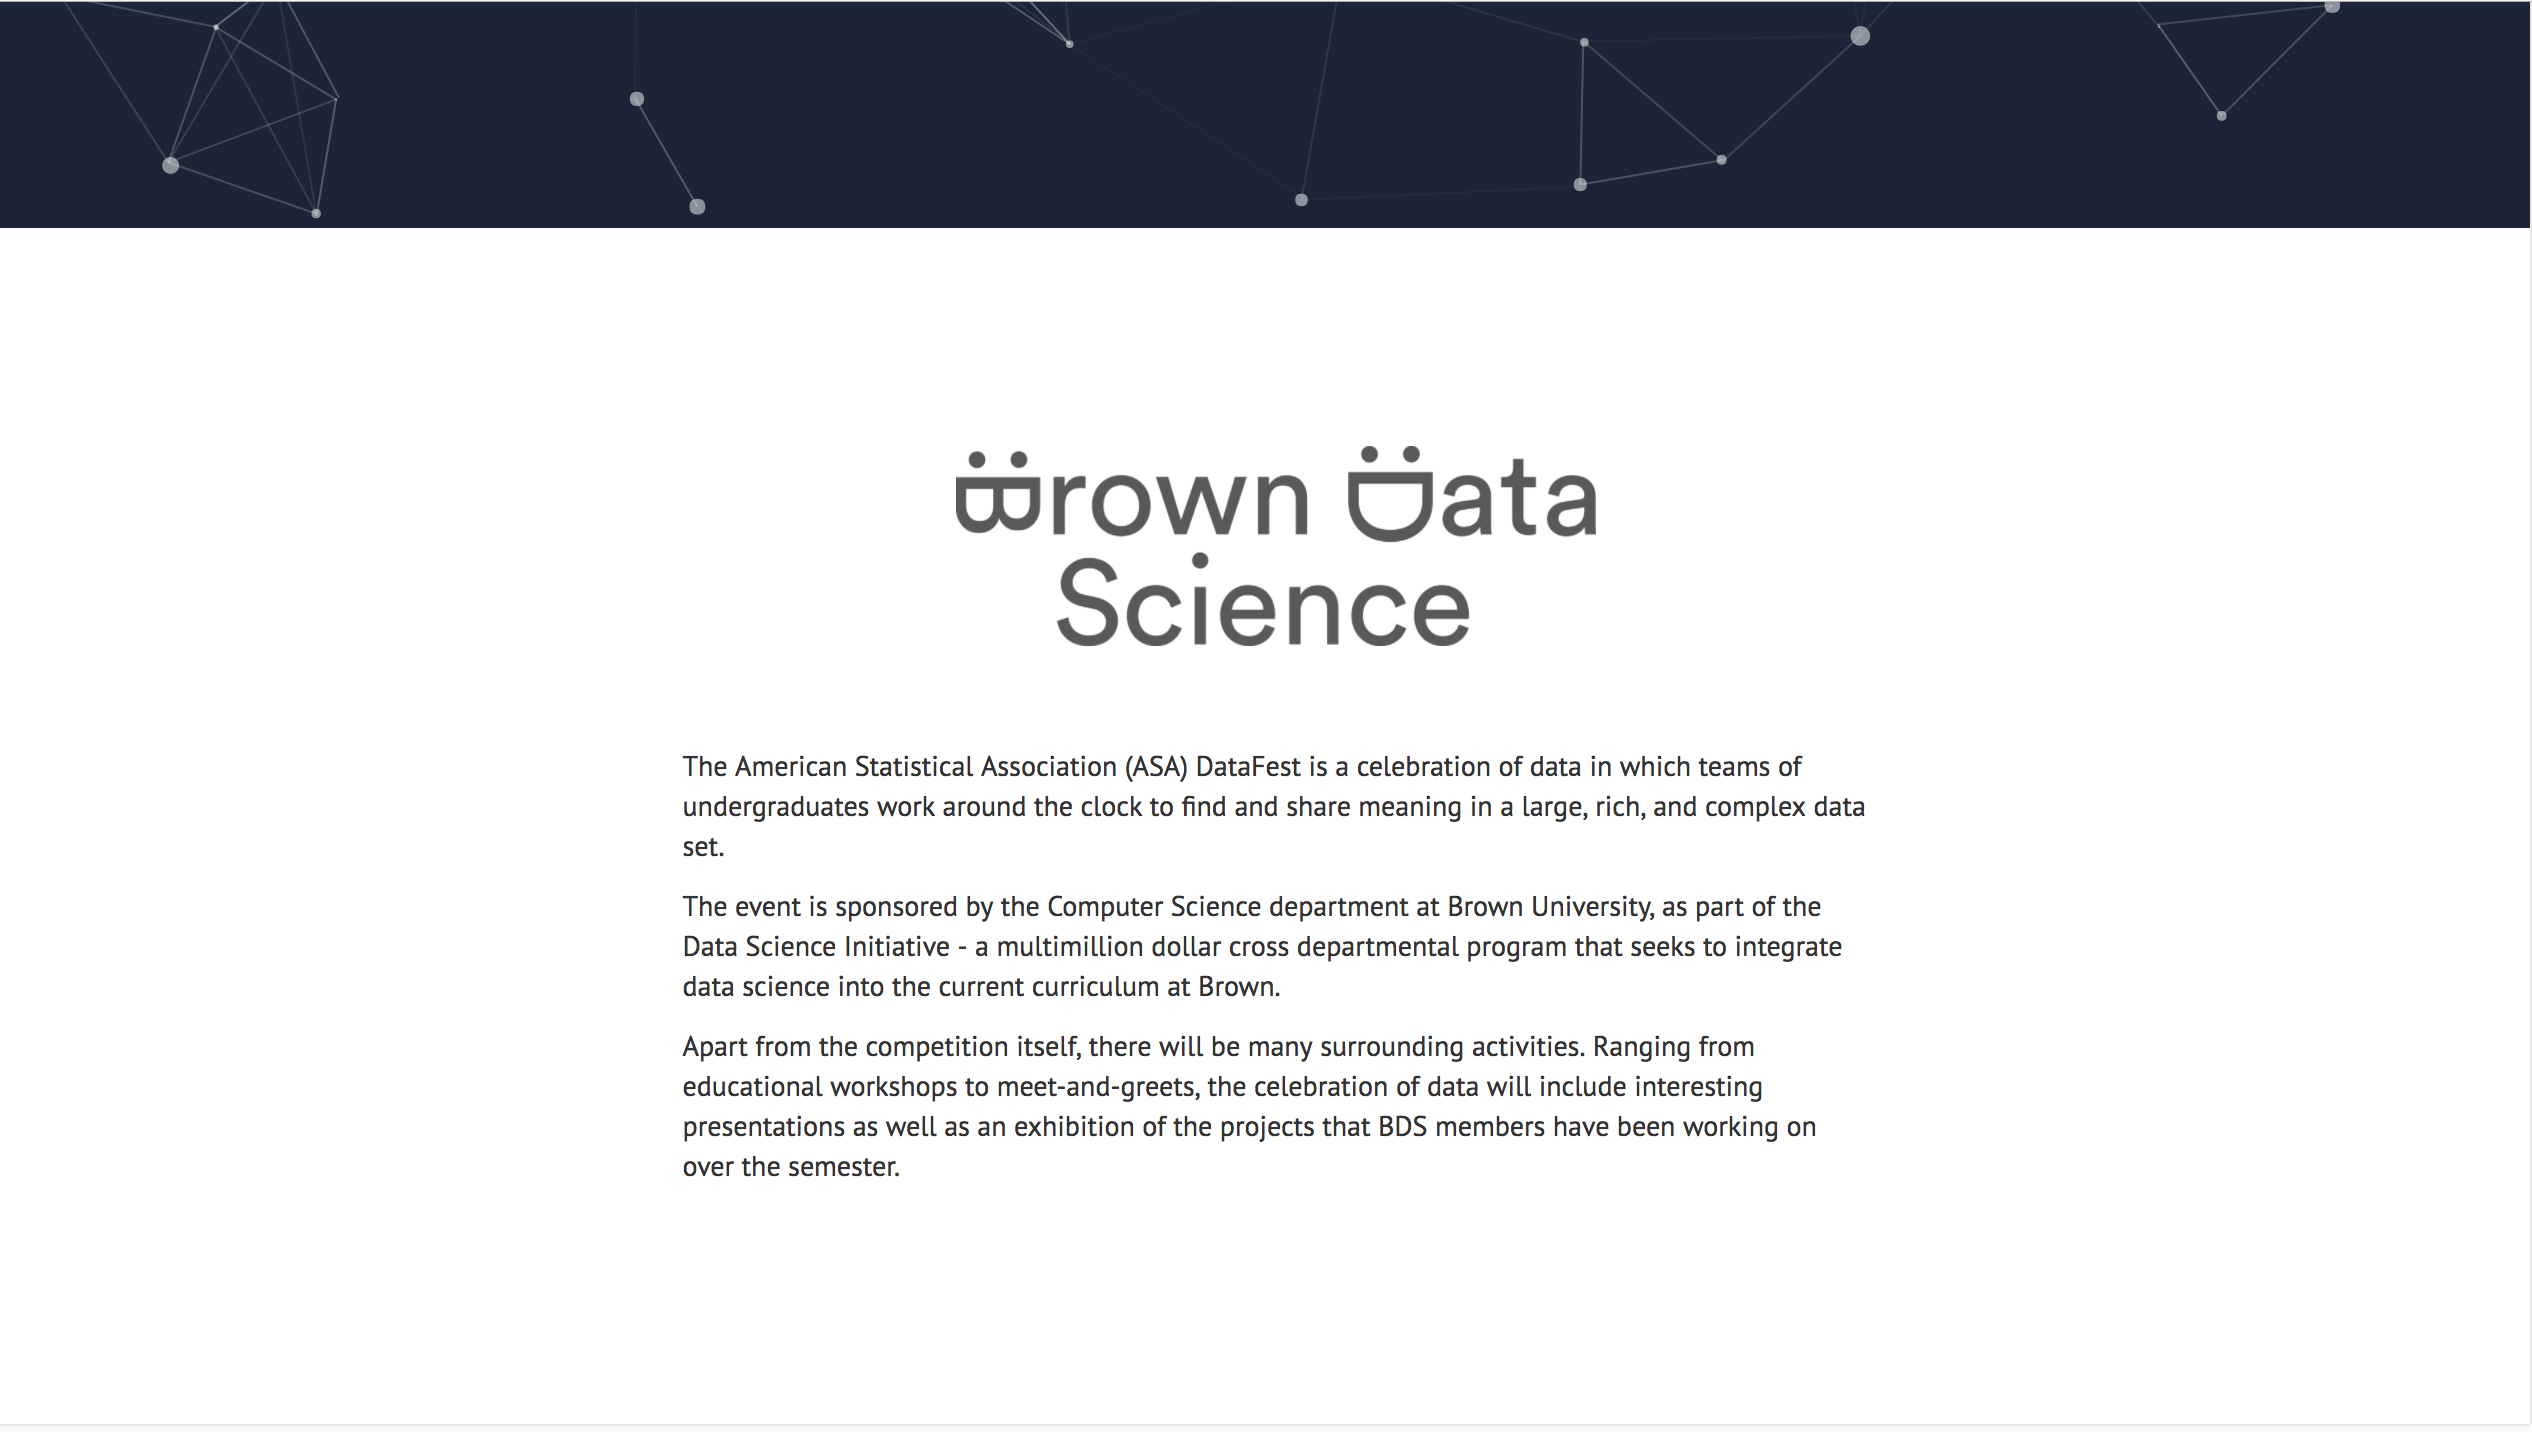 Brown Data
Science
The American Statistical Association (ASA) DataFest is a celebration of data in which teams of
undergraduates work around the clock to find and share meaning in a large, rich, and complex data
set.
The event is sponsored by the Computer Science department at Brown University, as part of the
Data Science Initiative - a multimillion dollar cross departmental program that seeks to integrate
data science into the current curriculum at Brown.
Apart from the competition itself, there will be many surrounding activities. Ranging from
educational workshops to meet-and-greets, the celebration of data will include interesting
presentations as well as an exhibition of the projects that BDS members have been working on
over the semester.